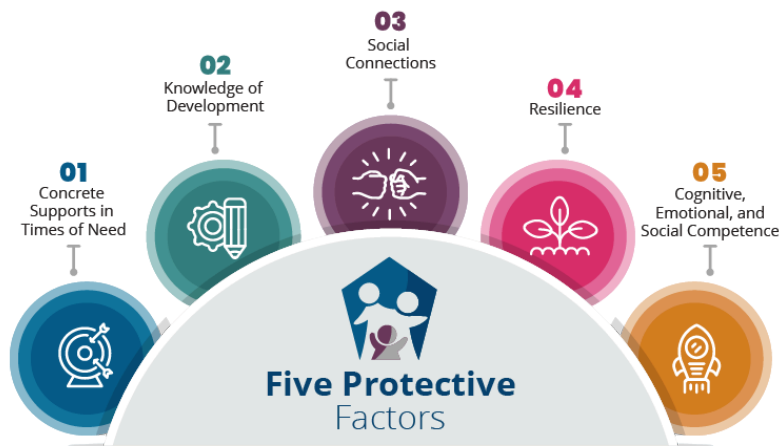 01
Concrete
Supports in
Times of Need
02
Knowledge of
Development
03
Social
Connections
04
Resilience
05
Cognitive,
Emotional, and
Social Competence
Five Protective
Factors